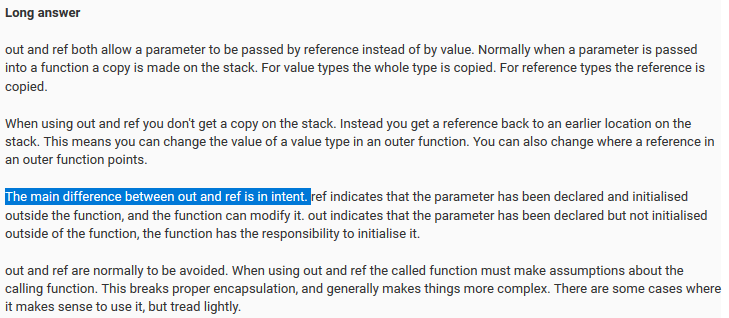 Long answer
out and ref both allow a parameter to be passed by reference instead of by value. Normally when a parameter is passed
into a function a copy is made on the stack. For value types the whole type is copied. For reference types the reference is
copied.
When using out and ref you don't get a copy on the stack. Instead you get a reference back to an earlier location on the
stack. This means you can change the value of a value type in an outer function. You can also change where a reference in
an outer function points.
The main difference between out and ref is in intent. ref indicates that the parameter has been declared and initialised
outside the function, and the function can modify it. out indicates that the parameter has been declared but not initialised
outside of the function, the function has the responsibility to initialise it.
out and ref are normally to be avoided. When using out and ref the called function must make assumptions about the
calling function. This breaks proper encapsulation, and generally makes things more complex. There are some cases where
it makes sense to use it, but tread lightly.